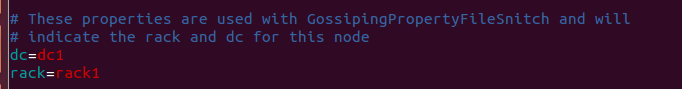 # These properties are used with GossipingPropertyFileSnitch and will
# indicate the rack and dc for this node
dc=dc1
rack=rack1